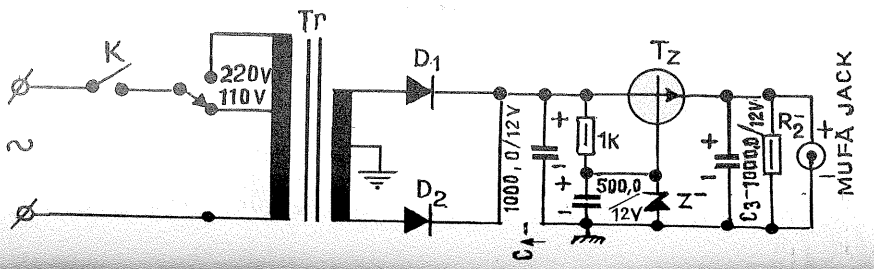 K
220V
110V
Tr
D1
D2
1000,0/12V
C1
1K
500,0
/12V
Tz
Z
C3-1000,0/12V
R2
MUFĂ JACK